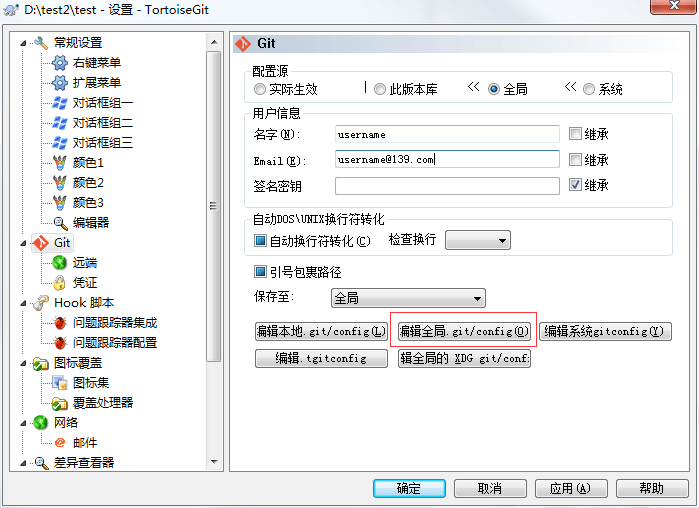 D:\test2\test - 设置 - TortoiseGit
常规设置
右键菜单
扩展菜单
对话框组一
对话框组二
对话框组三
颜色1
颜色2
颜色3
编辑器
Git
远端
凭证
Hook 脚本
问题跟踪器集成
问题跟踪器配置
图标覆盖
图标集
覆盖处理器
网络
邮件
差异查看器
Git
配置源
实际生效 | 此版本库 << 全局 << 系统
用户信息
名字(N): username 继承
Email(E): username@139.com 继承
签名密钥 继承
自动DOS\UNIX换行符转化
自动换行符转化(C) 检查换行
引号包裹路径
保存至: 全局
编辑本地.git/config(L) 编辑全局.git/config(O) 编辑系统gitconfig(Y)
编辑.tgitconfig 辑全局的 XDG git/conf:
确定 取消 应用(A) 帮助